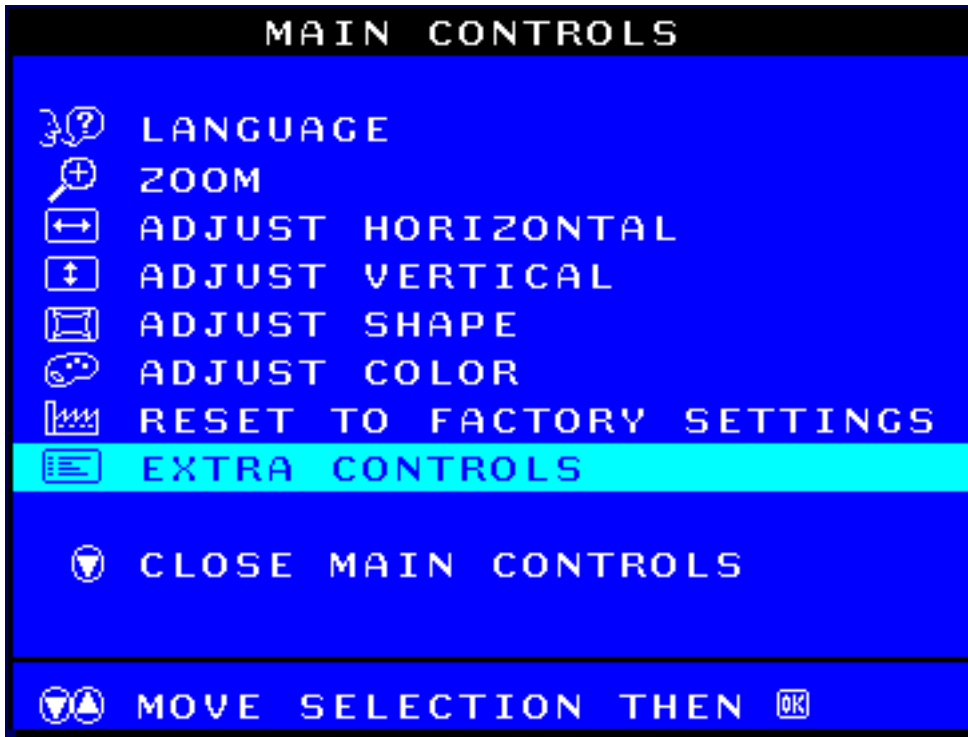 MAIN CONTROLS
LANGUAGE
ZOOM
ADJUST HORIZONTAL
ADJUST VERTICAL
ADJUST SHAPE
ADJUST COLOR
RESET TO FACTORY SETTINGS
EXTRA CONTROLS
CLOSE MAIN CONTROLS
MOVE SELECTION THEN OK